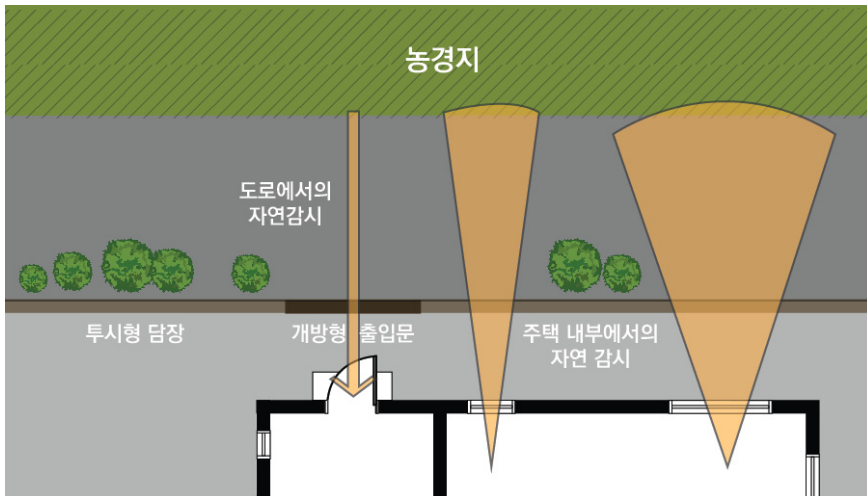 농경지
도로에서의
자연감시
투시형 담장
개방형 출입문
주택 내부에서의
자연 감시